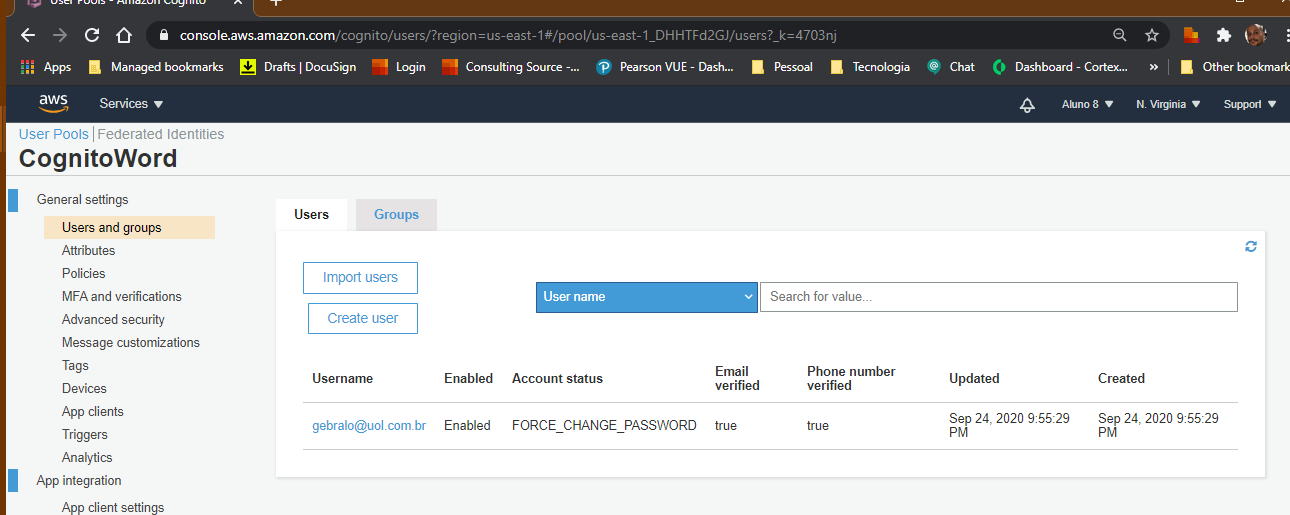 User Pools - Amazon Cognito
console.aws.amazon.com/cognito/users/?region=us-east-1#/pool/us-east-1_DHHTFd2GJ/users?_k=4703nj
Apps Managed bookmarks Drafts | DocuSign Login Consulting Source -... Pearson VUE - Dash... Pessoal Tecnologia Chat Dashboard - Cortex... » Other bookmark
aws Services Aluno 8 N. Virginia Support
User Pools | Federated Identities
CognitoWord
General settings
Users and groups
Attributes
Policies
MFA and verifications
Advanced security
Message customizations
Tags
Devices
App clients
Triggers
Analytics
App integration
App client settings
Users Groups
Import users
Create user
User name Search for value...
Username Enabled Account status Email verified Phone number verified Updated Created
gebralo@uol.com.br Enabled FORCE_CHANGE_PASSWORD true true Sep 24, 2020 9:55:29 PM Sep 24, 2020 9:55:29 PM